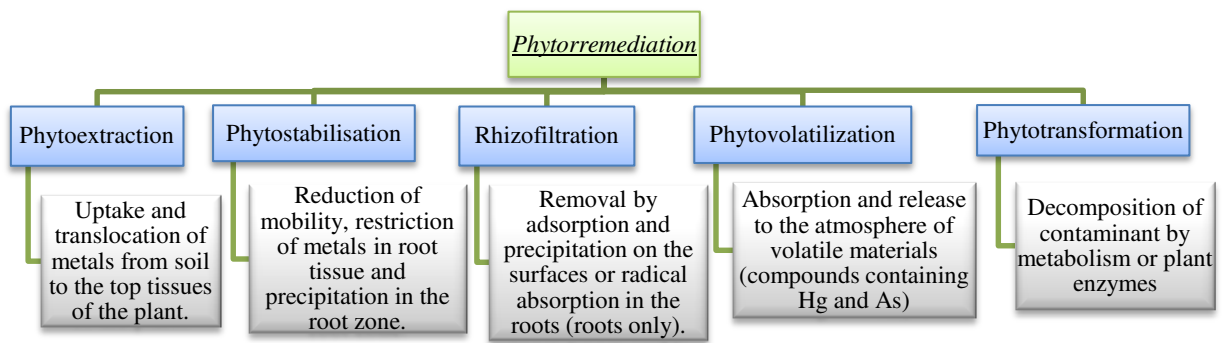 Phytorremediation
Phytoextraction
Uptake and
translocation of
metals from soil
to the top tissues
of the plant.
Phytostabilisation
Reduction of
mobility, restriction
of metals in root
tissue and
precipitation in the
root zone.
Rhizofiltration
Removal by
adsorption and
precipitation on the
surfaces or radical
absorption in the
roots (roots only).
Phytovolatilization
Absorption and release
to the atmosphere of
volatile materials
(compounds containing
Hg and As)
Phytotransformation
Decomposition of
contaminant by
metabolism or plant
enzymes